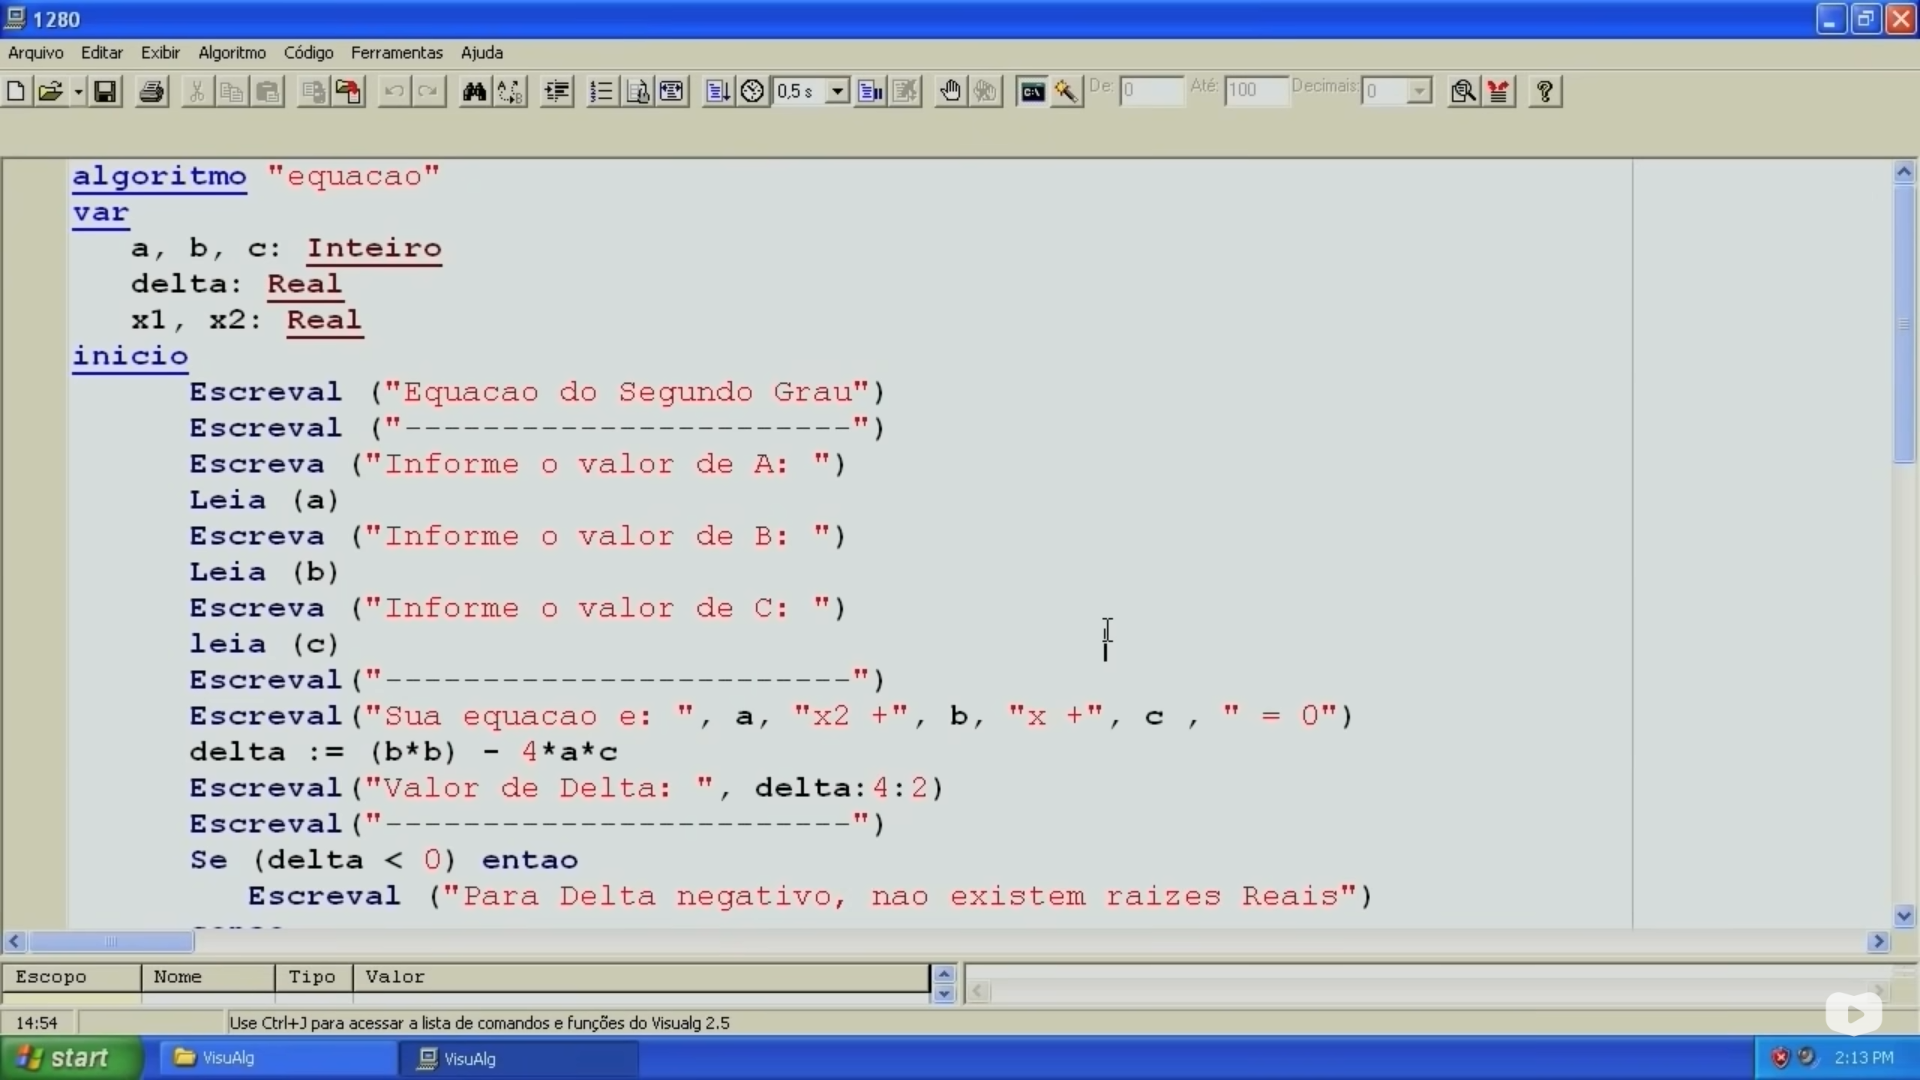 1280
Arquivo Editar Exibir Algoritmo Código Ferramentas Ajuda
0,5 s De: 0 Até: 100 Decimais: 0
algoritmo "equacao"
var
a, b, c: Inteiro
delta: Real
x1, x2: Real
inicio
Escreval ("Equacao do Segundo Grau")
Escreval ("-----------------------")
Escreva ("Informe o valor de A: ")
Leia (a)
Escreva ("Informe o valor de B: ")
Leia (b)
Escreva ("Informe o valor de C: ")
leia (c)
Escreval("------------------------")
Escreval("Sua equacao e: ", a, "x2 +", b, "x +", c , " = 0")
delta := (b*b) - 4*a*c
Escreval("Valor de Delta: ", delta:4:2)
Escreval("------------------------")
Se (delta < 0) entao
Escreval ("Para Delta negativo, nao existem raizes Reais")
Escopo Nome Tipo Valor
14:54 Use Ctrl+J para acessar a lista de comandos e funções do Visualg 2.5
start VisuAlg VisuAlg 2:13 PM